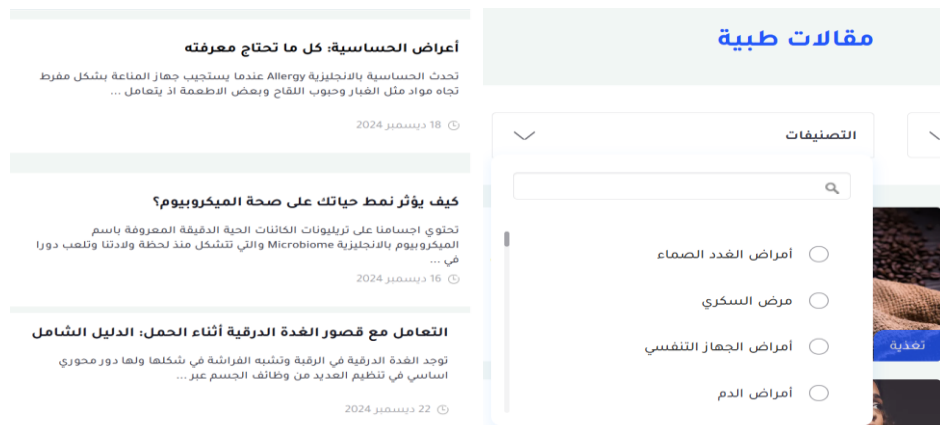 مقالات طبية
التصنيفات
أمراض الغدد الصماء
مرض السكري
أمراض الجهاز التنفسي
أمراض الدم
تغذية
أعراض الحساسية: كل ما تحتاج معرفته
تحدث الحساسية بالانجليزية Allergy عندما يستجيب جهاز المناعة بشكل مفرط
تجاه مواد مثل الغبار وحبوب اللقاح وبعض الاطعمة اذ يتعامل ...
18 ديسمبر 2024
كيف يؤثر نمط حياتك على صحة الميكروبيوم؟
تحتوي اجسامنا على تريليونات الكائنات الحية الدقيقة المعروفة باسم
الميكروبيوم بالانجليزية Microbiome والتي تتشكل منذ لحظة ولادتنا وتلعب دورا
في ...
16 ديسمبر 2024
التعامل مع قصور الغدة الدرقية أثناء الحمل: الدليل الشامل
توجد الغدة الدرقية في الرقبة وتشبه الفراشة في شكلها ولها دور محوري
اساسي في تنظيم العديد من وظائف الجسم عبر ...
22 ديسمبر 2024